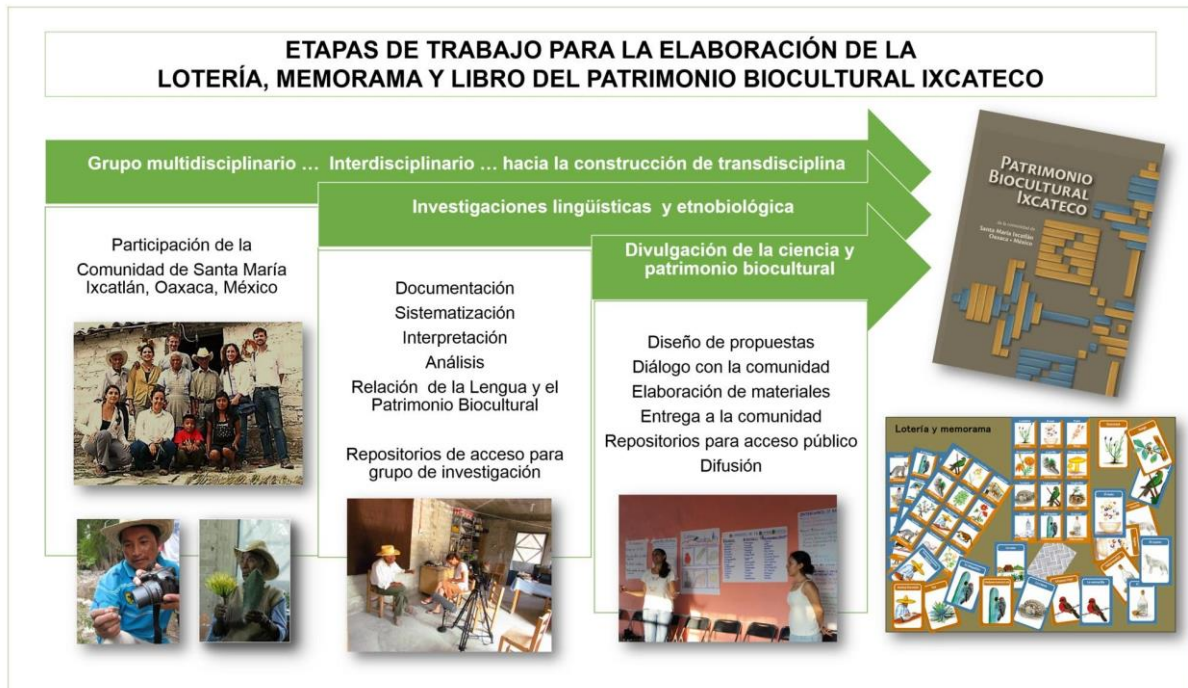 ETAPAS DE TRABAJO PARA LA ELABORACIÓN DE LA
LOTERÍA, MEMORAMA Y LIBRO DEL PATRIMONIO BIOCULTURAL IXCATECO
Grupo multidisciplinario … Interdisciplinario … hacia la construcción de transdisciplina
Participación de la
Comunidad de Santa María
Ixcatlán, Oaxaca, México
Investigaciones lingüísticas y etnobiológica
Documentación
Sistematización
Interpretación
Análisis
Relación de la Lengua y el
Patrimonio Biocultural
Repositorios de acceso para
grupo de investigación
Divulgación de la ciencia y
patrimonio biocultural
Diseño de propuestas
Diálogo con la comunidad
Elaboración de materiales
Entrega a la comunidad
Repositorios para acceso público
Difusión
PATRIMONIO
BIOCULTURAL
IXCATECO
de la comunidad de
Santa María Ixcatlán
Oaxaca • México
Lotería y memorama